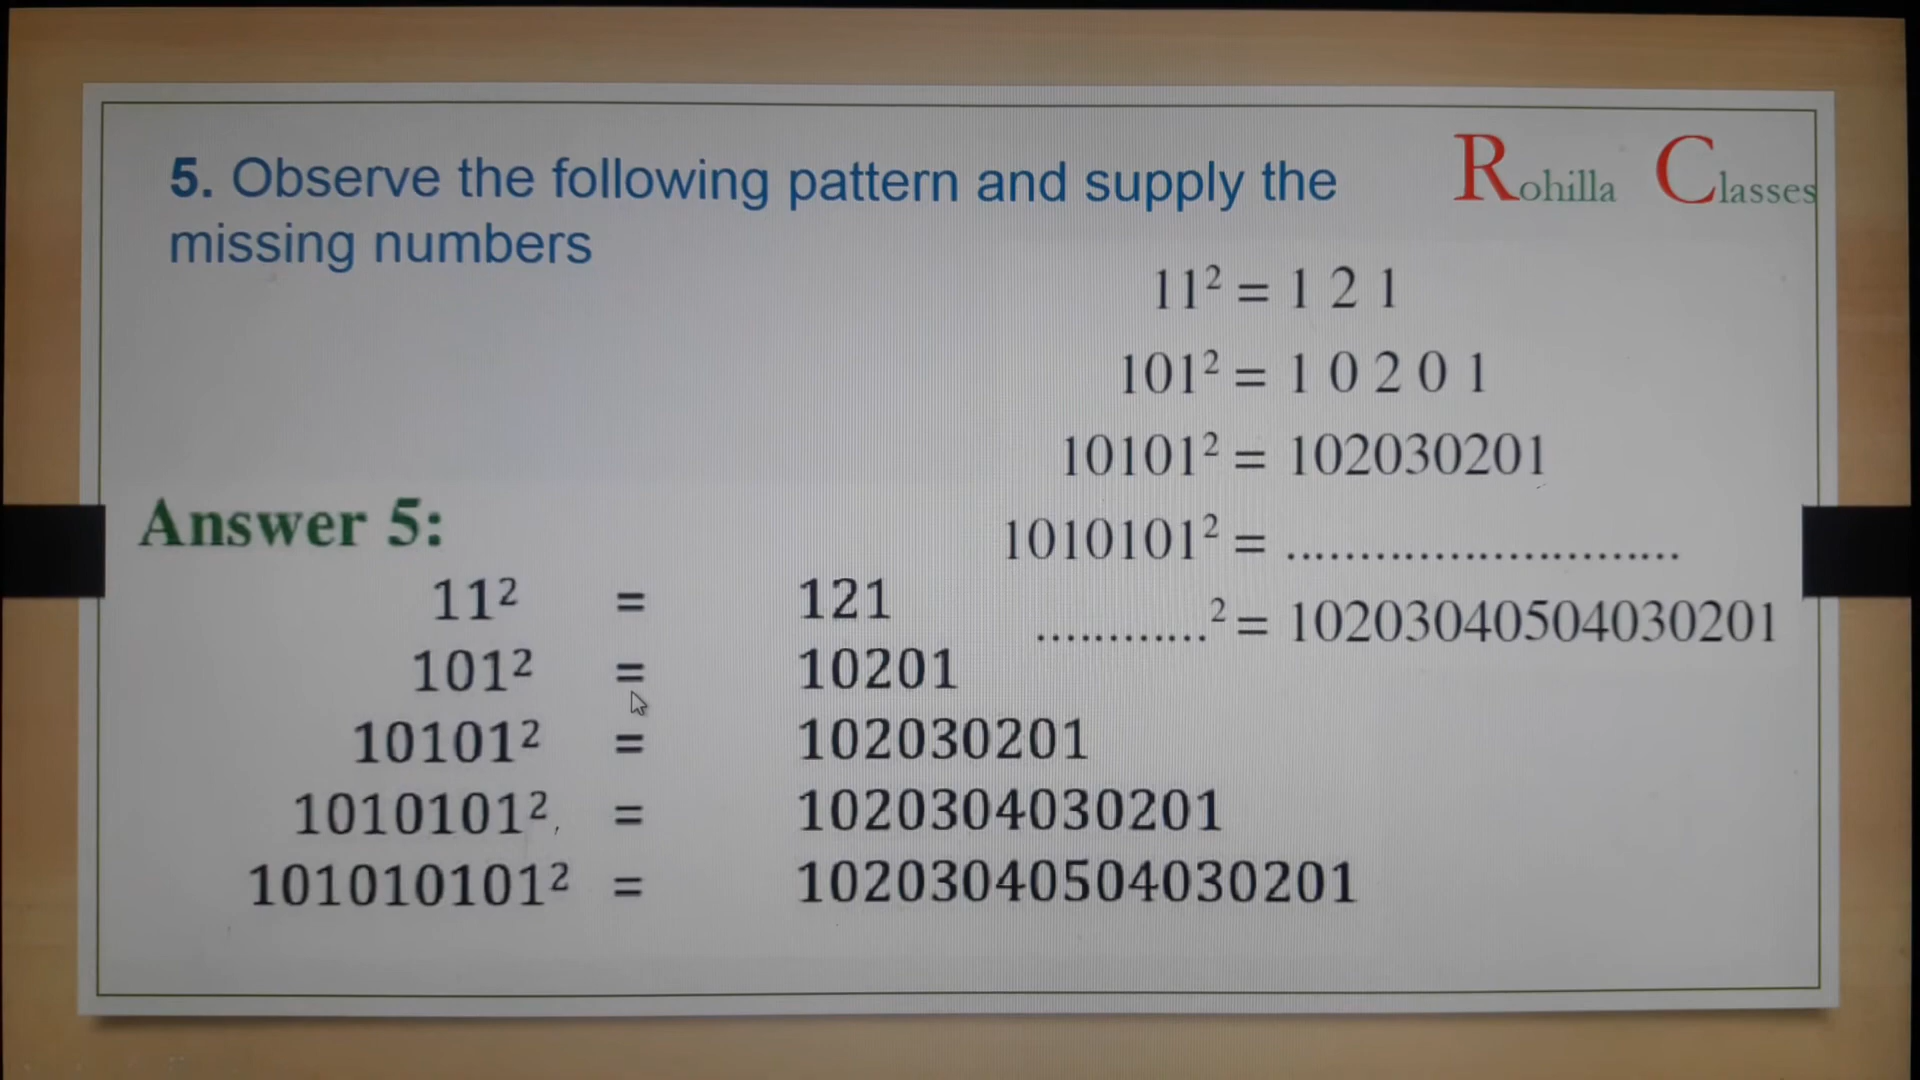 5. Observe the following pattern and supply the
missing numbers
Rohilla Classes
11² = 1 2 1
101² = 1 0 2 0 1
10101² = 102030201
1010101² = ...........................
............² = 10203040504030201
Answer 5:
11² = 121
101² = 10201
10101² = 102030201
1010101², = 1020304030201
101010101² = 10203040504030201